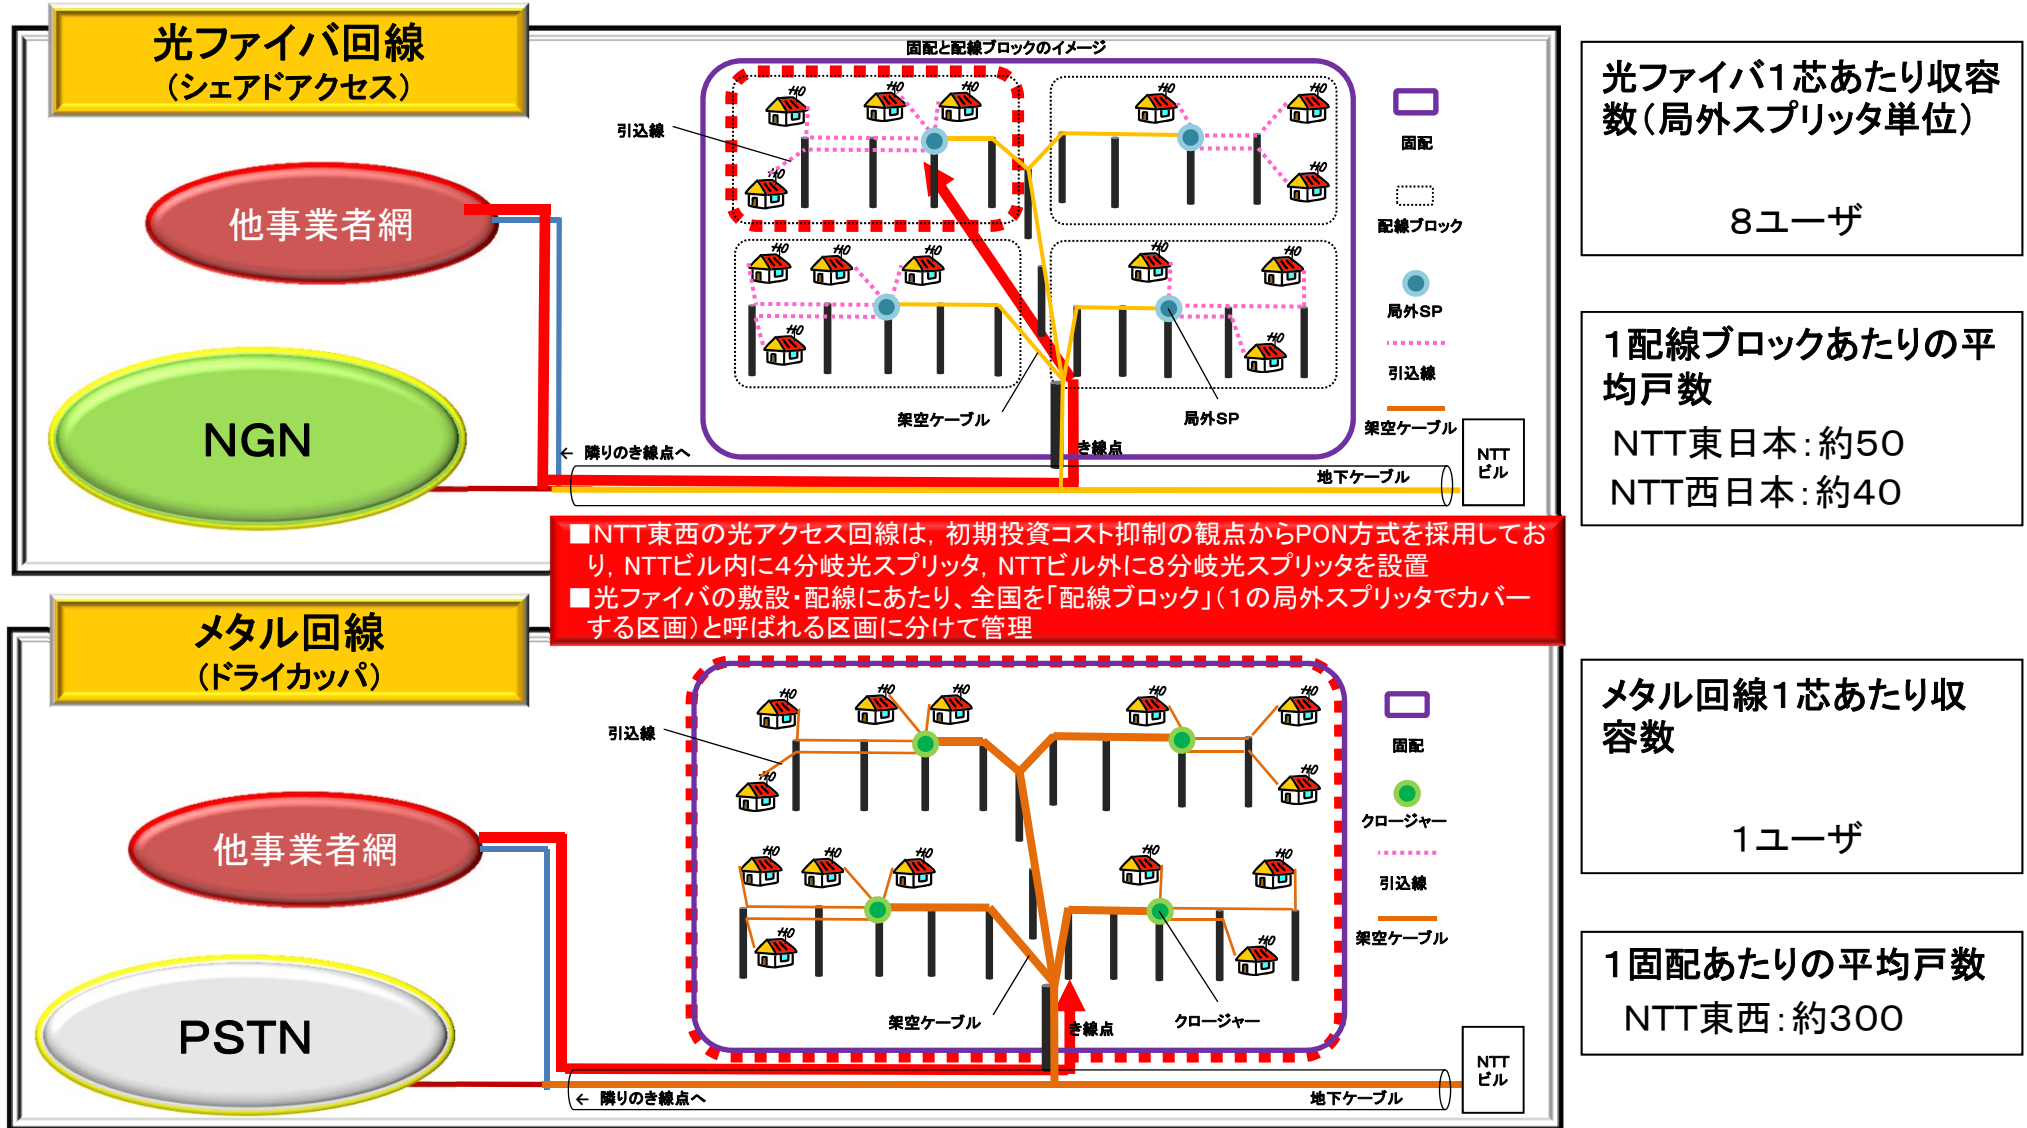 光ファイバ回線
(シェアドアクセス)
固配と配線ブロックのイメージ
引込線
他事業者網
NGN
架空ケーブル
局外SP
← 隣りのき線点へ
き線点
地下ケーブル
固配
配線ブロック
局外SP
引込線
架空ケーブル
NTT
ビル
光ファイバ1芯あたり収容
数(局外スプリッタ単位)
8ユーザ
1配線ブロックあたりの平
均戸数
NTT東日本:約50
NTT西日本:約40
■NTT東西の光アクセス回線は, 初期投資コスト抑制の観点からPON方式を採用してお
り, NTTビル内に4分岐光スプリッタ, NTTビル外に8分岐光スプリッタを設置
■光ファイバの敷設・配線にあたり、全国を「配線ブロック」(1の局外スプリッタでカバー
する区画)と呼ばれる区画に分けて管理
メタル回線
(ドライカッパ)
引込線
他事業者網
PSTN
架空ケーブル
クロージャー
き線点
← 隣りのき線点へ
地下ケーブル
固配
クロージャー
引込線
架空ケーブル
NTT
ビル
メタル回線1芯あたり収
容数
1ユーザ
1固配あたりの平均戸数
NTT東西:約300